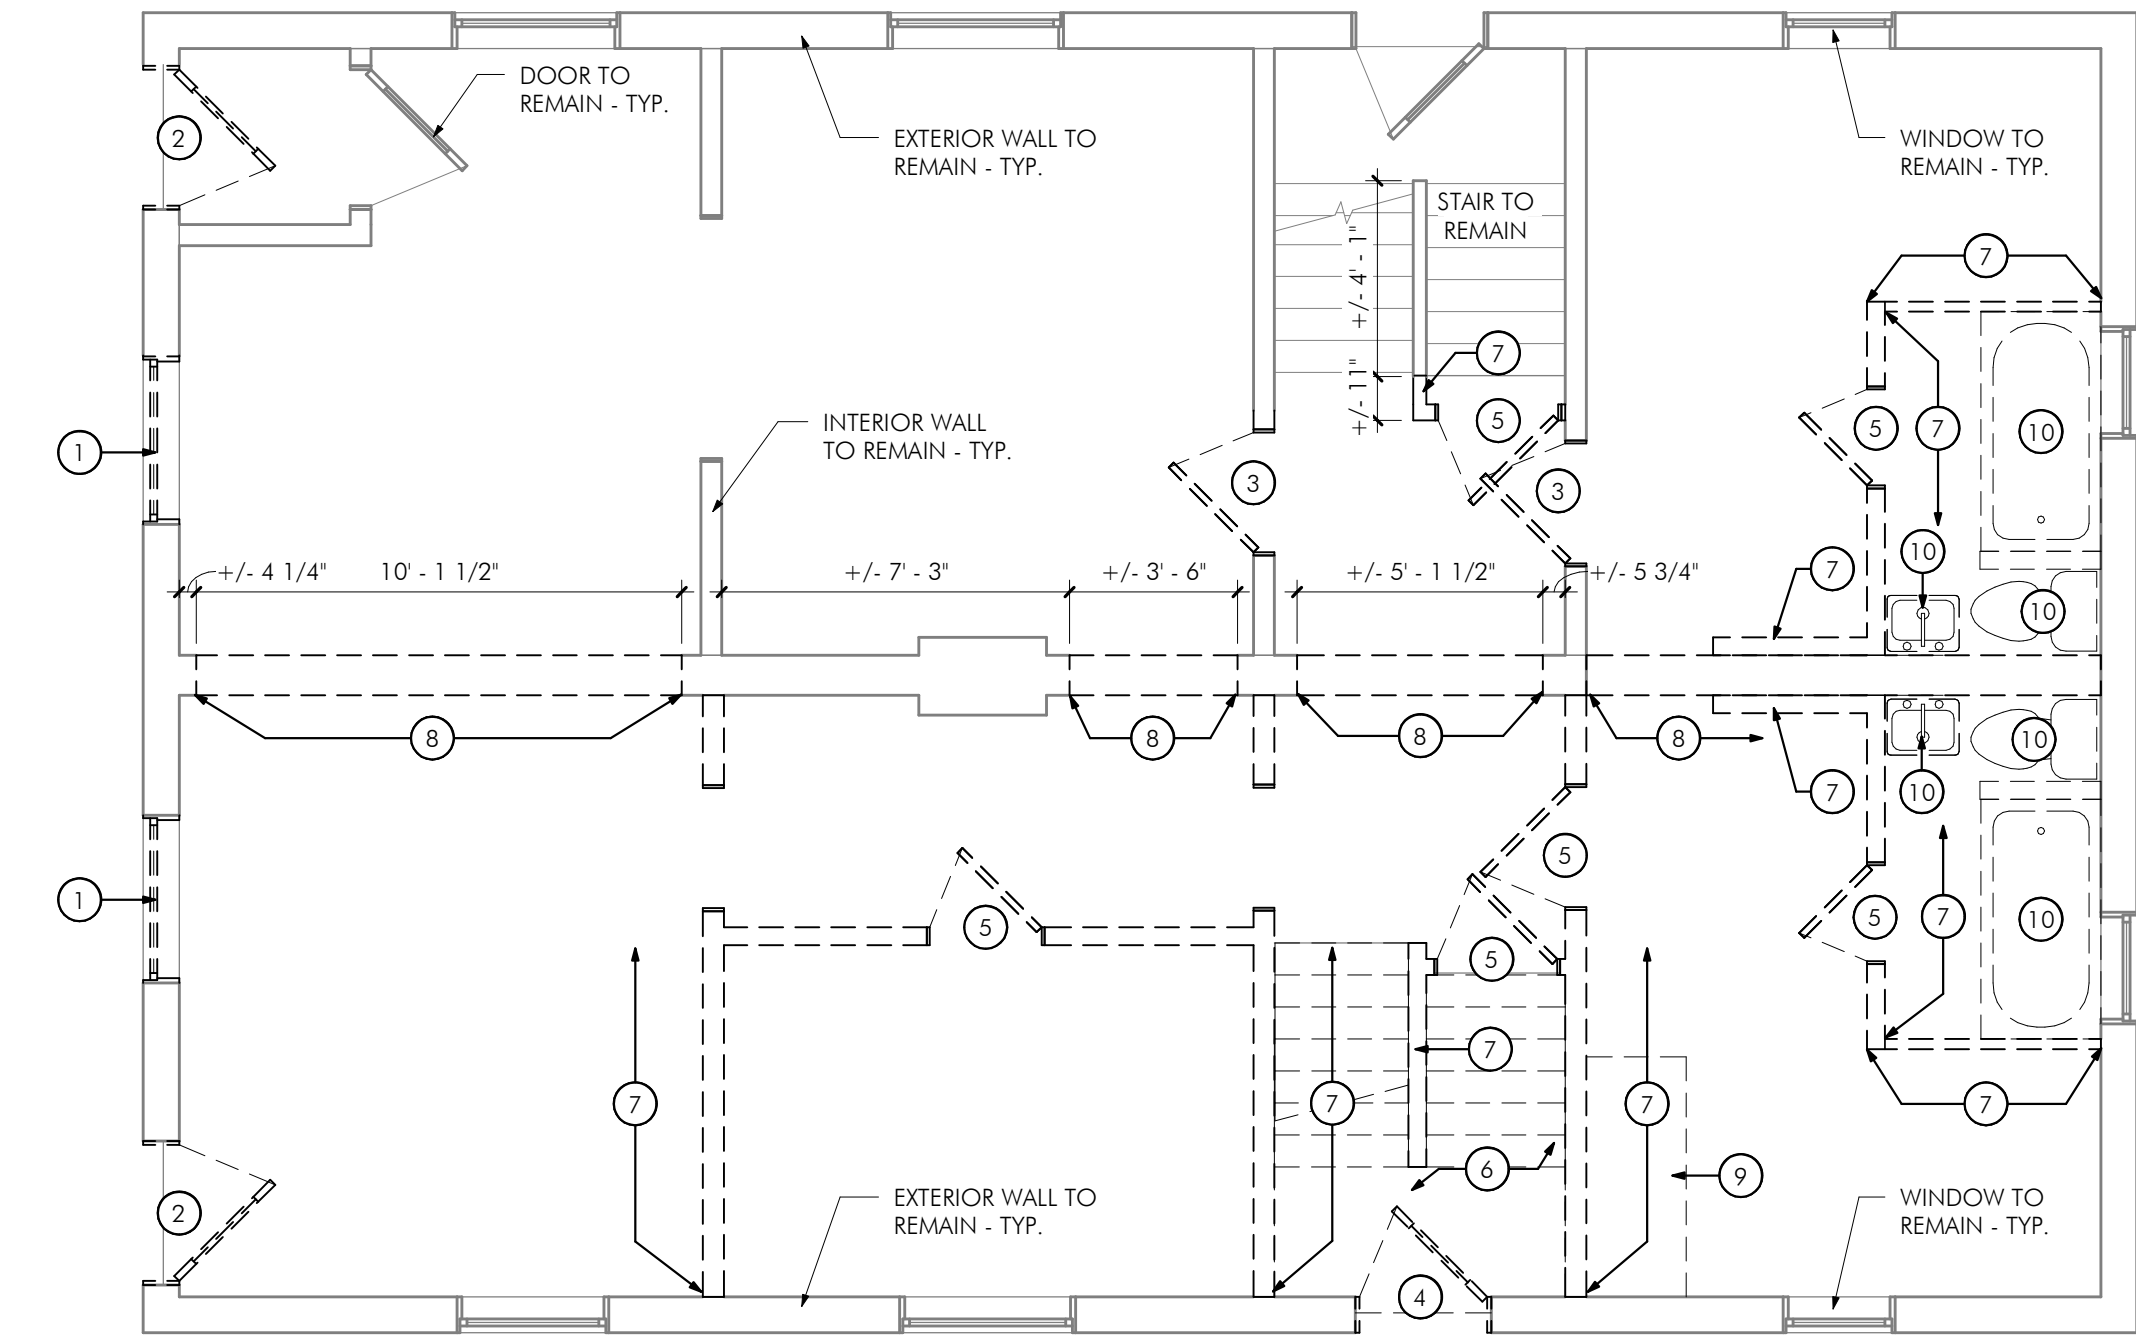 DOOR TO
REMAIN - TYP.
2
EXTERIOR WALL TO
REMAIN - TYP.
WINDOW TO
REMAIN - TYP.
STAIR TO
REMAIN
+/- 4' - 1"
7
7
+/- 11"
5
INTERIOR WALL
TO REMAIN - TYP.
5
7
10
1
3
3
10
+/- 4 1/4"
10' - 1 1/2"
+/- 7' - 3"
+/- 3' - 6"
+/- 5' - 1 1/2"
+/- 5 3/4"
7
10
8
8
8
8
10
7
10
5
1
5
5
7
10
5
7
7
7
7
7
6
9
2
EXTERIOR WALL TO
REMAIN - TYP.
WINDOW TO
REMAIN - TYP.
4